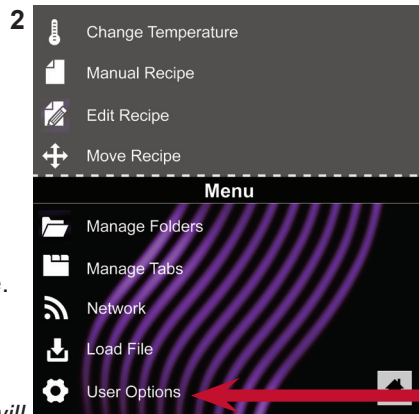 2
Change Temperature
Manual Recipe
Edit Recipe
Move Recipe
Menu
Manage Folders
Manage Tabs
Network
Load File
User Options
will